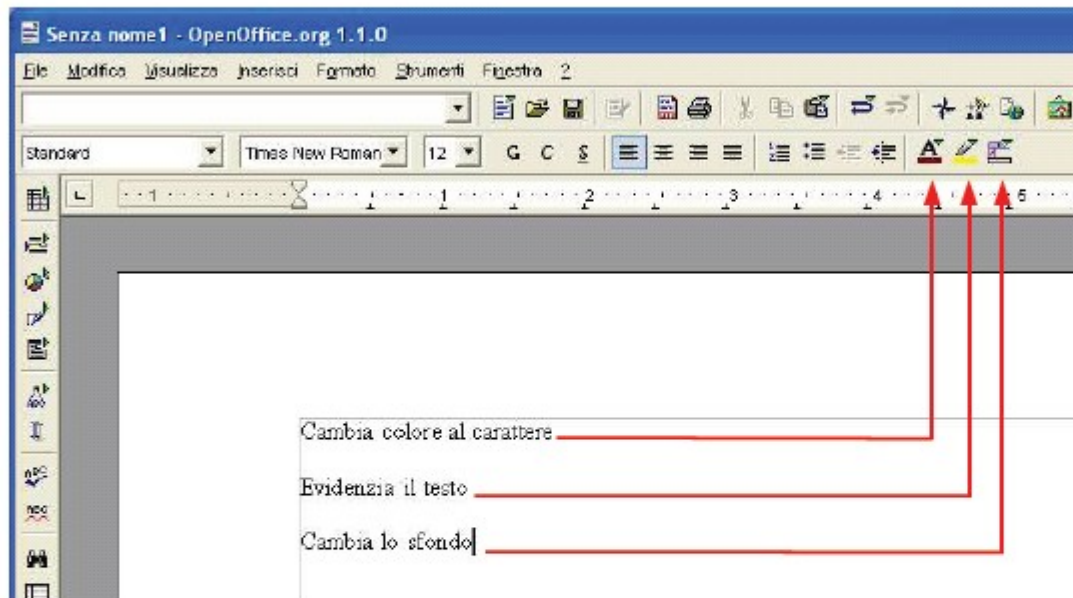 Senza nome1 - OpenOffice.org 1.1.0
File Modifica Visualizza Inserisci Formato Strumenti Finestra ?
Standard Times New Roman 12 G C S A
1 1 2 3 4 5
Cambia colore al carattere
Evidenzia il testo
Cambia lo sfondo